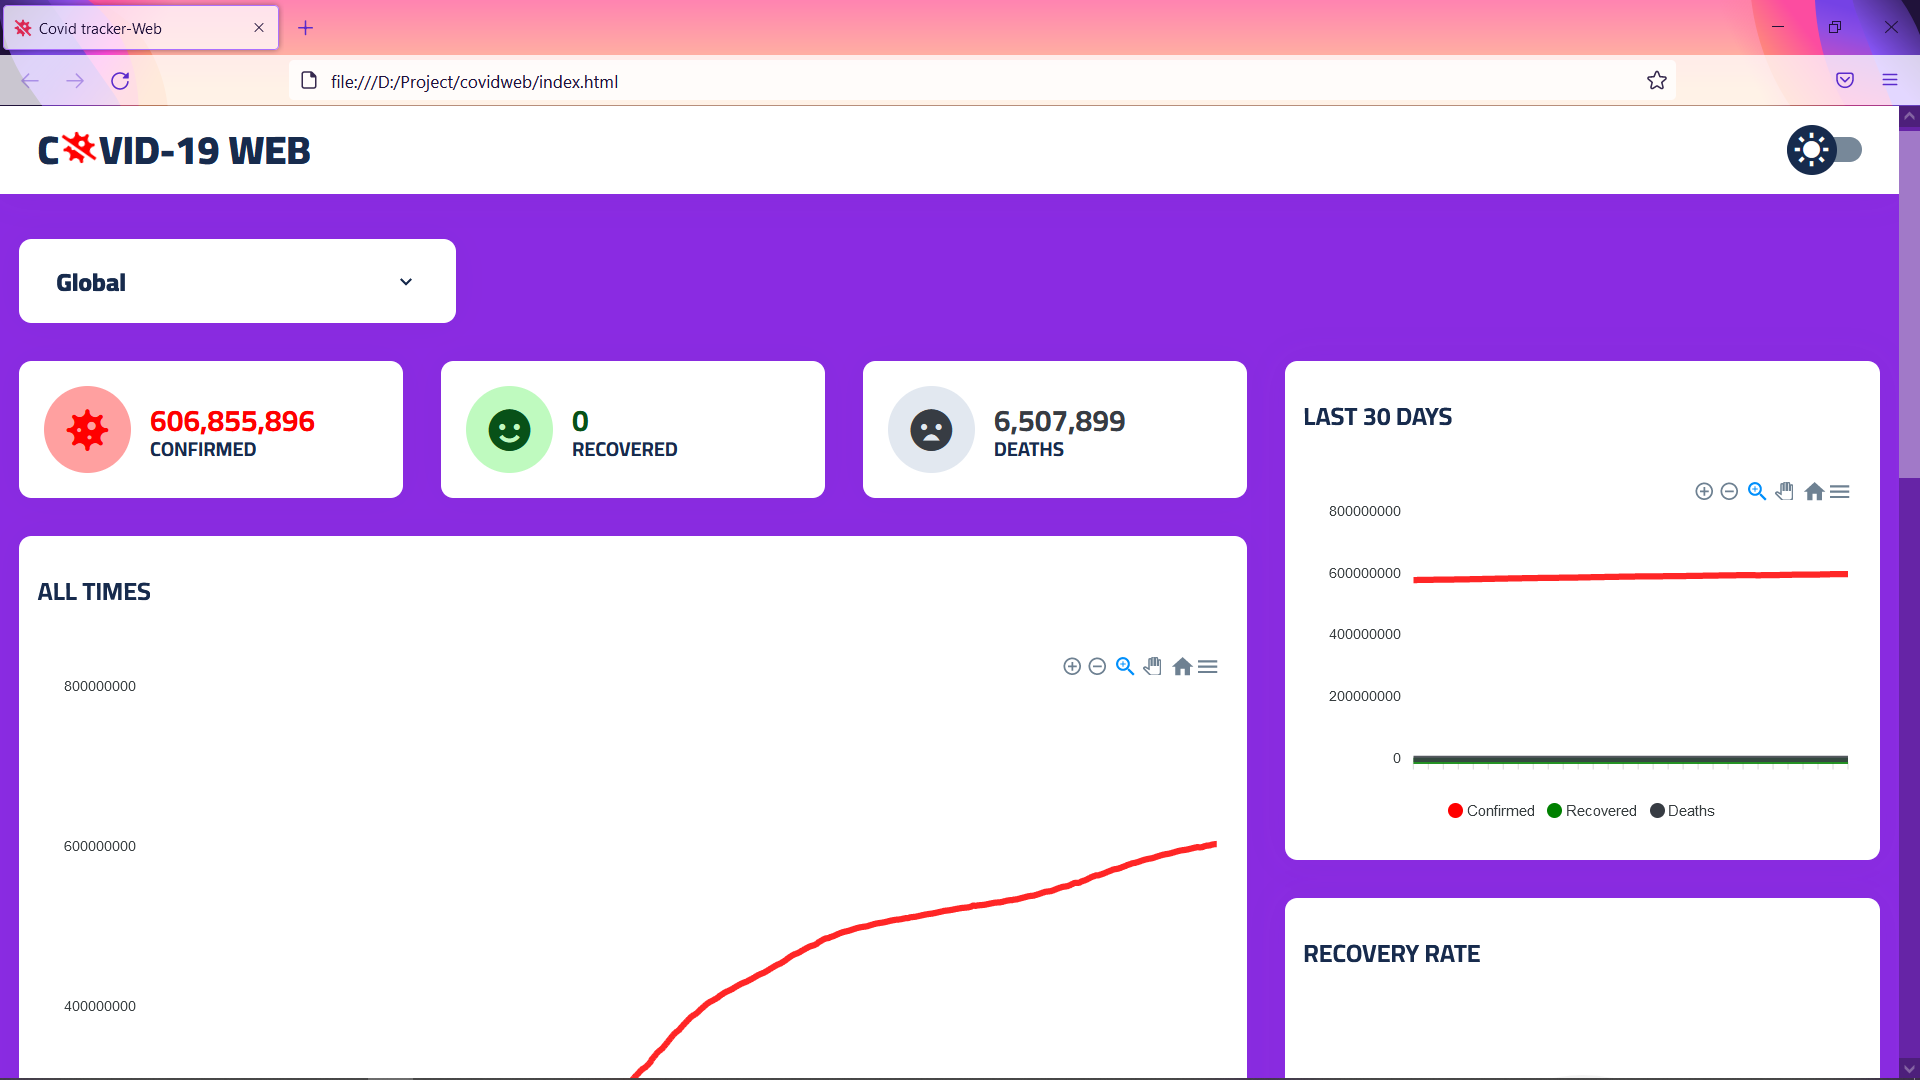 Covid tracker-Web
file:///D:/Project/covidweb/index.html
C VID-19 WEB
Global
606,855,896
CONFIRMED
0
RECOVERED
6,507,899
DEATHS
LAST 30 DAYS
800000000
600000000
400000000
200000000
0
Confirmed Recovered Deaths
ALL TIMES
800000000
600000000
400000000
RECOVERY RATE